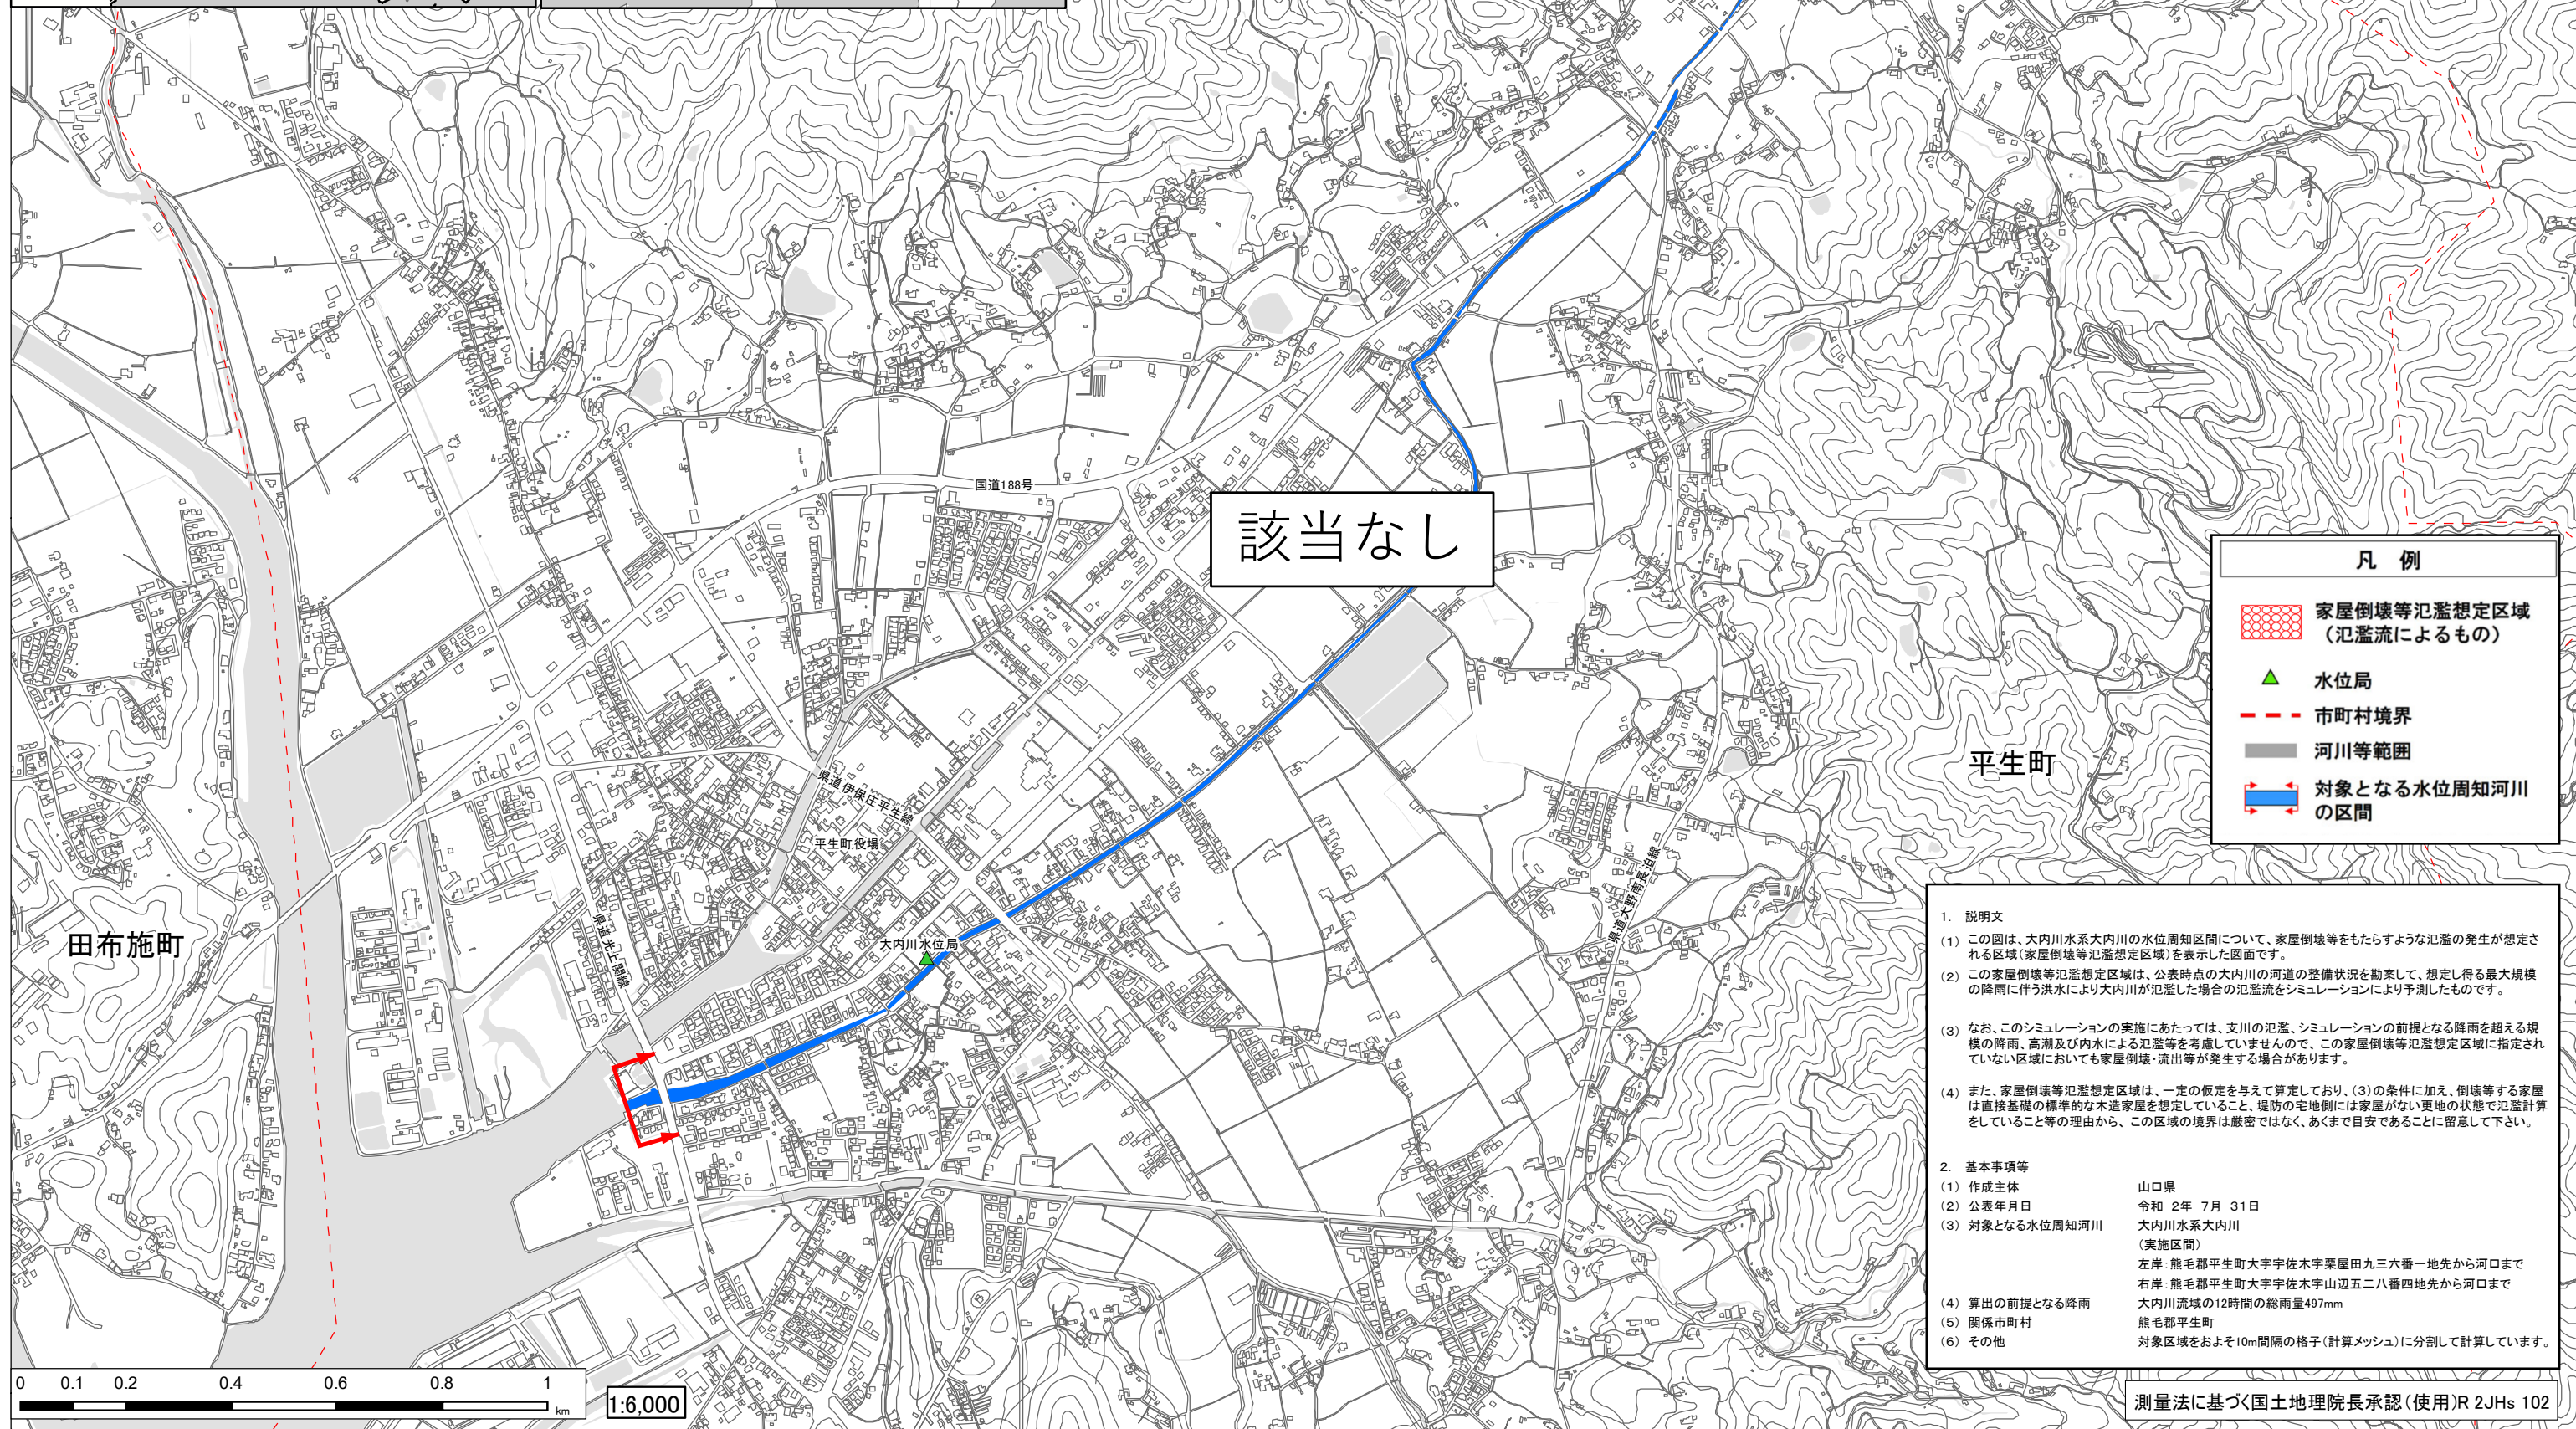 国道188号
該当なし
県道伊保庄平生線
平生町役場
大内川水位局
県道光上関線
県道大野南長迫線
田布施町
平生町
凡 例
家屋倒壊等氾濫想定区域
（氾濫流によるもの）
水位局
市町村境界
河川等範囲
対象となる水位周知河川
の区間
1. 説明文
(1) この図は、大内川水系大内川の水位周知区間について、家屋倒壊等をもたらすような氾濫の発生が想定さ
れる区域(家屋倒壊等氾濫想定区域)を表示した図面です。
(2) この家屋倒壊等氾濫想定区域は、公表時点の大内川の河道の整備状況を勘案して、想定し得る最大規模
の降雨に伴う洪水により大内川が氾濫した場合の氾濫流をシミュレーションにより予測したものです。
(3) なお、このシミュレーションの実施にあたっては、支川の氾濫、シミュレーションの前提となる降雨を超える規
模の降雨、高潮及び内水による氾濫等を考慮していませんので、この家屋倒壊等氾濫想定区域に指定され
ていない区域においても家屋倒壊・流出等が発生する場合があります。
(4) また、家屋倒壊等氾濫想定区域は、一定の仮定を与えて算定しており、(3)の条件に加え、倒壊等する家屋
は直接基礎の標準的な木造家屋を想定していること、堤防の宅地側には家屋がない更地の状態で氾濫計算
をしていること等の理由から、この区域の境界は厳密ではなく、あくまで目安であることに留意して下さい。
2. 基本事項等
(1) 作成主体 山口県
(2) 公表年月日 令和 2年 7月 31日
(3) 対象となる水位周知河川 大内川水系大内川
(実施区間)
左岸:熊毛郡平生町大字宇佐木字栗屋田九三六番一地先から河口まで
右岸:熊毛郡平生町大字宇佐木字山辺五二八番四地先から河口まで
(4) 算出の前提となる降雨 大内川流域の12時間の総雨量497mm
(5) 関係市町村 熊毛郡平生町
(6) その他 対象区域をおよそ10m間隔の格子(計算メッシュ)に分割して計算しています。
0 0.1 0.2 0.4 0.6 0.8 1
km
1:6,000
測量法に基づく国土地理院長承認(使用)R 2JHs 102